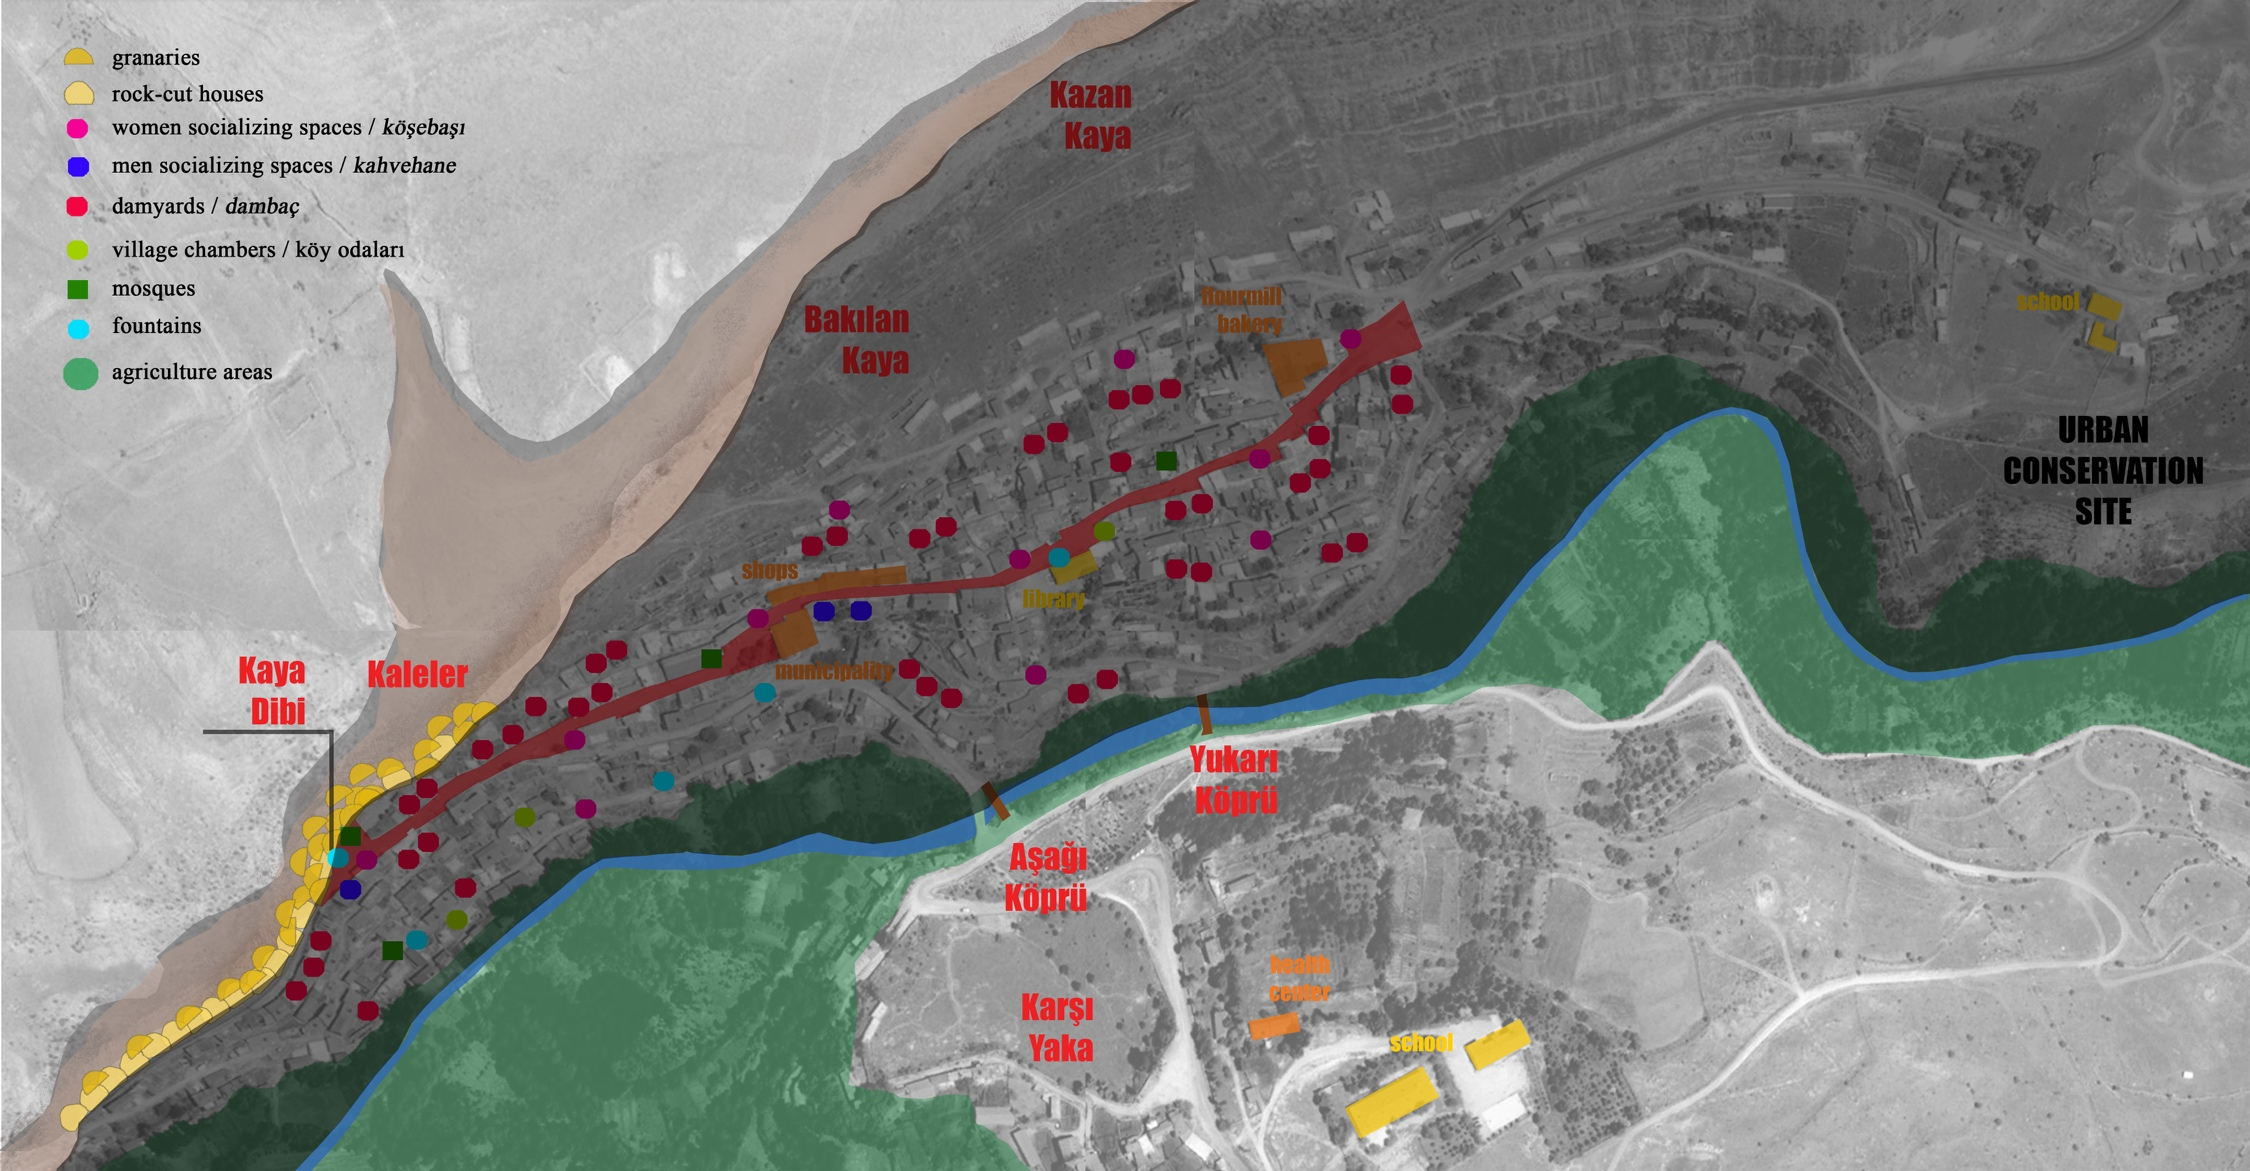 granaries
rock-cut houses
women socializing spaces / köşebaşı
men socializing spaces / kahvehane
damyards / dambaç
village chambers / köy odaları
mosques
fountains
agriculture areas
Kazan
Kaya
Bakılan
Kaya
flourmill
bakery
school
URBAN
CONSERVATION
SITE
shops
library
municipality
Kaya
Dibi
Kaleler
Yukarı
Köprü
Aşağı
Köprü
health
center
Karşı
Yaka
school